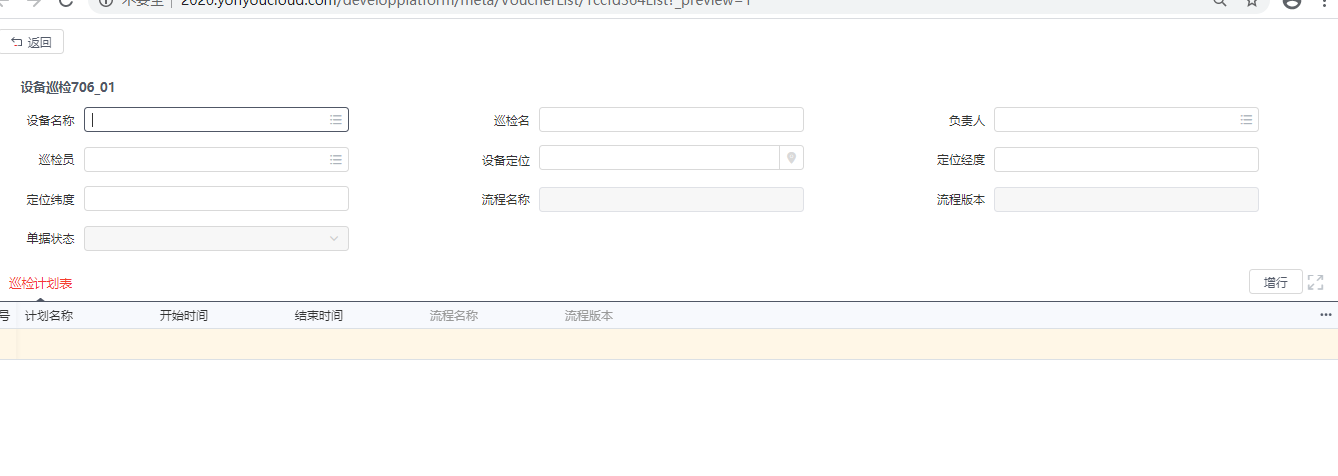 不安全 | 2020.yonyoucloud.com/developplatform/meta/VoucherList/
返回
设备巡检706_01
设备名称 巡检名 负责人
巡检员 设备定位 定位经度
定位纬度 流程名称 流程版本
单据状态
巡检计划表 增行
号 计划名称 开始时间 结束时间 流程名称 流程版本 •••